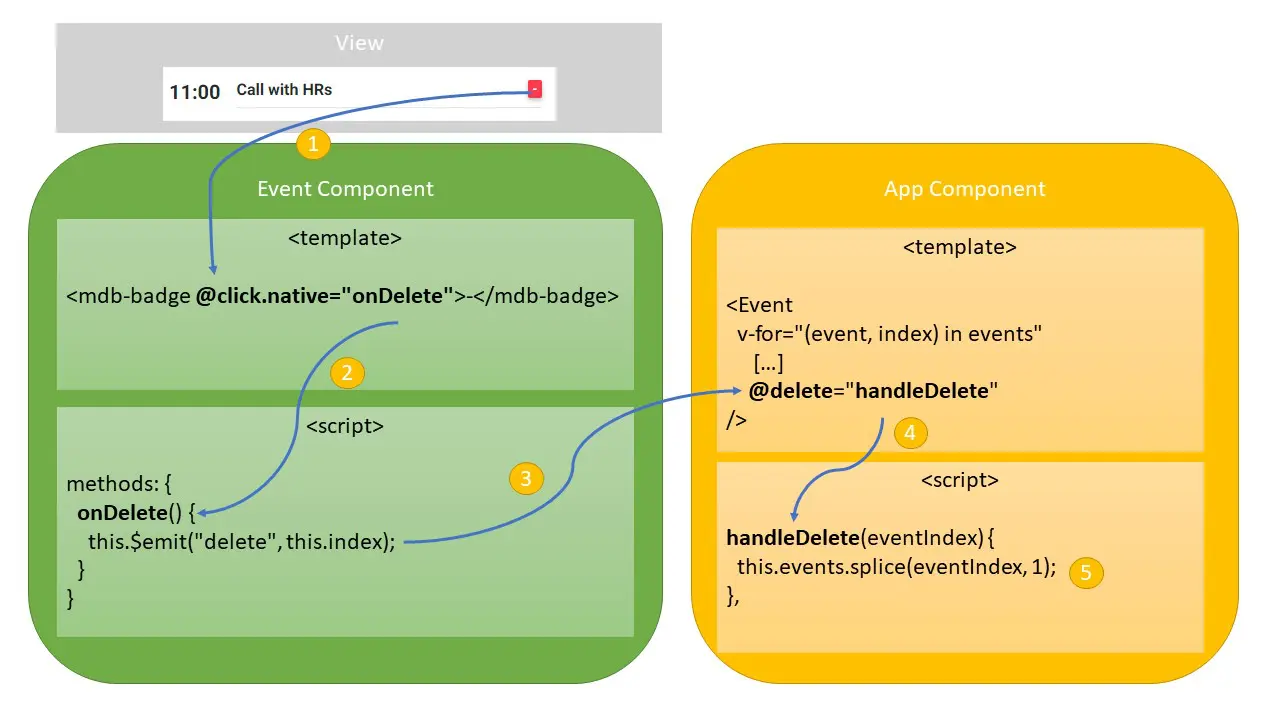 View
11:00 Call with HRs -
1
Event Component
<template>
<mdb-badge @click.native="onDelete">-</mdb-badge>
2
<script>
methods: {
onDelete() {
this.$emit("delete", this.index);
}
}
3
App Component
<template>
<Event
v-for="(event, index) in events"
[...]
@delete="handleDelete"
/>
4
<script>
handleDelete(eventIndex) {
this.events.splice(eventIndex, 1);
},
5